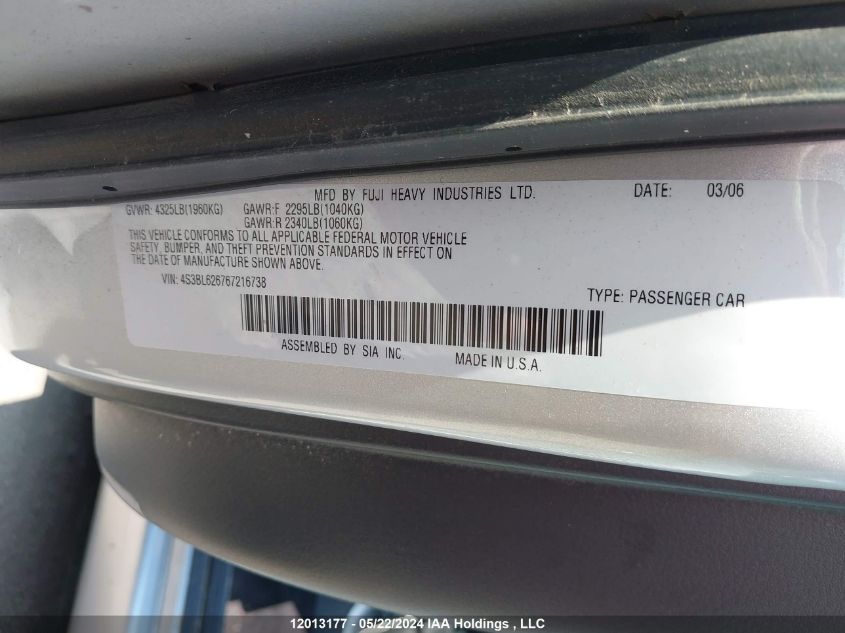 MFD BY FUJI HEAVY INDUSTRIES LTD. DATE: 03/06
GVWR: 4325LB(1960KG) GAWR:F 2295LB(1040KG)
GAWR:R 2340LB(1060KG)
THIS VEHICLE CONFORMS TO ALL APPLICABLE FEDERAL MOTOR VEHICLE
SAFETY, BUMPER, AND THEFT PREVENTION STANDARDS IN EFFECT ON
THE DATE OF MANUFACTURE SHOWN ABOVE.
VIN: 4S3BL626767216738
TYPE: PASSENGER CAR
ASSEMBLED BY SIA INC. MADE IN U.S.A.
12013177 - 05/22/2024 IAA Holdings , LLC